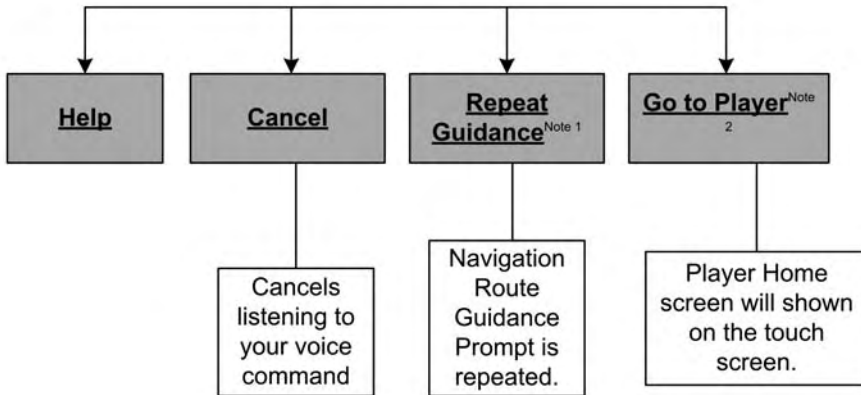 Help
Cancel
Repeat
Guidance Note 1
Go to Player Note
2
Cancels
listening to
your voice
command
Navigation
Route
Guidance
Prompt is
repeated.
Player Home
screen will shown
on the touch
screen.